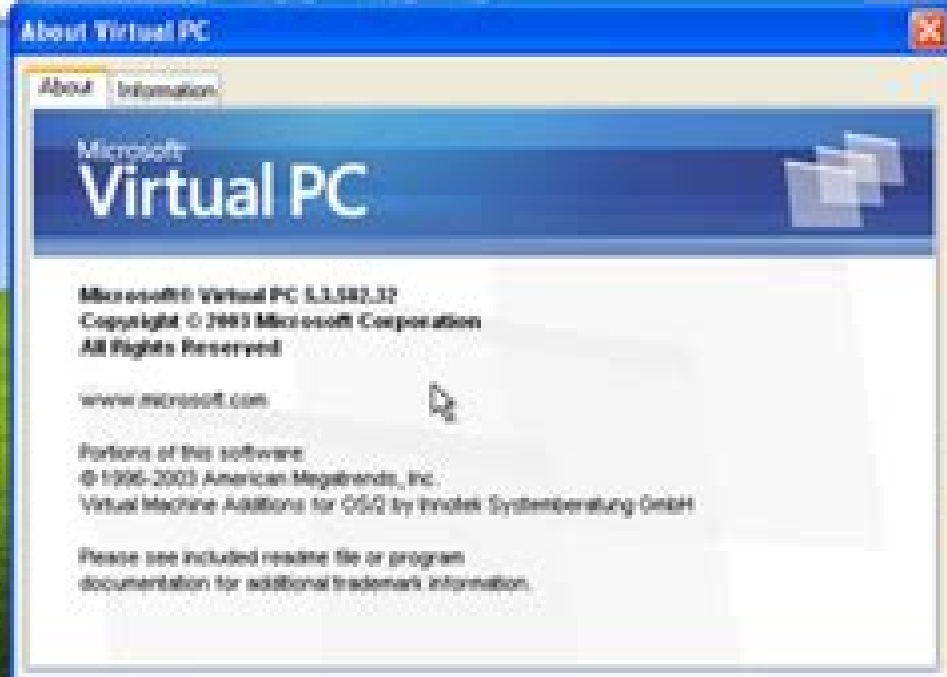 About Virtual PC
About Information
Microsoft
Virtual PC
Microsoft® Virtual PC 5.3.582.32
Copyright © 2003 Microsoft Corporation
All Rights Reserved
www.microsoft.com
Portions of this software
© 1996-2003 American Megatrends, Inc.
Virtual Machine Additions for OS/2 by Innotek Systemberatung GmbH
Please see included readme file or program
documentation for additional trademark information.